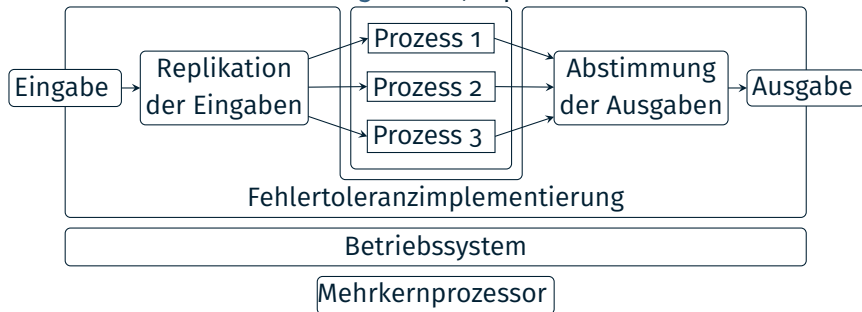 Prozess 1
Replikation
der Eingaben
Eingabe
Prozess 2
Abstimmung
der Ausgaben
Ausgabe
Prozess 3
Fehlertoleranzimplementierung
Betriebssystem
Mehrkernprozessor